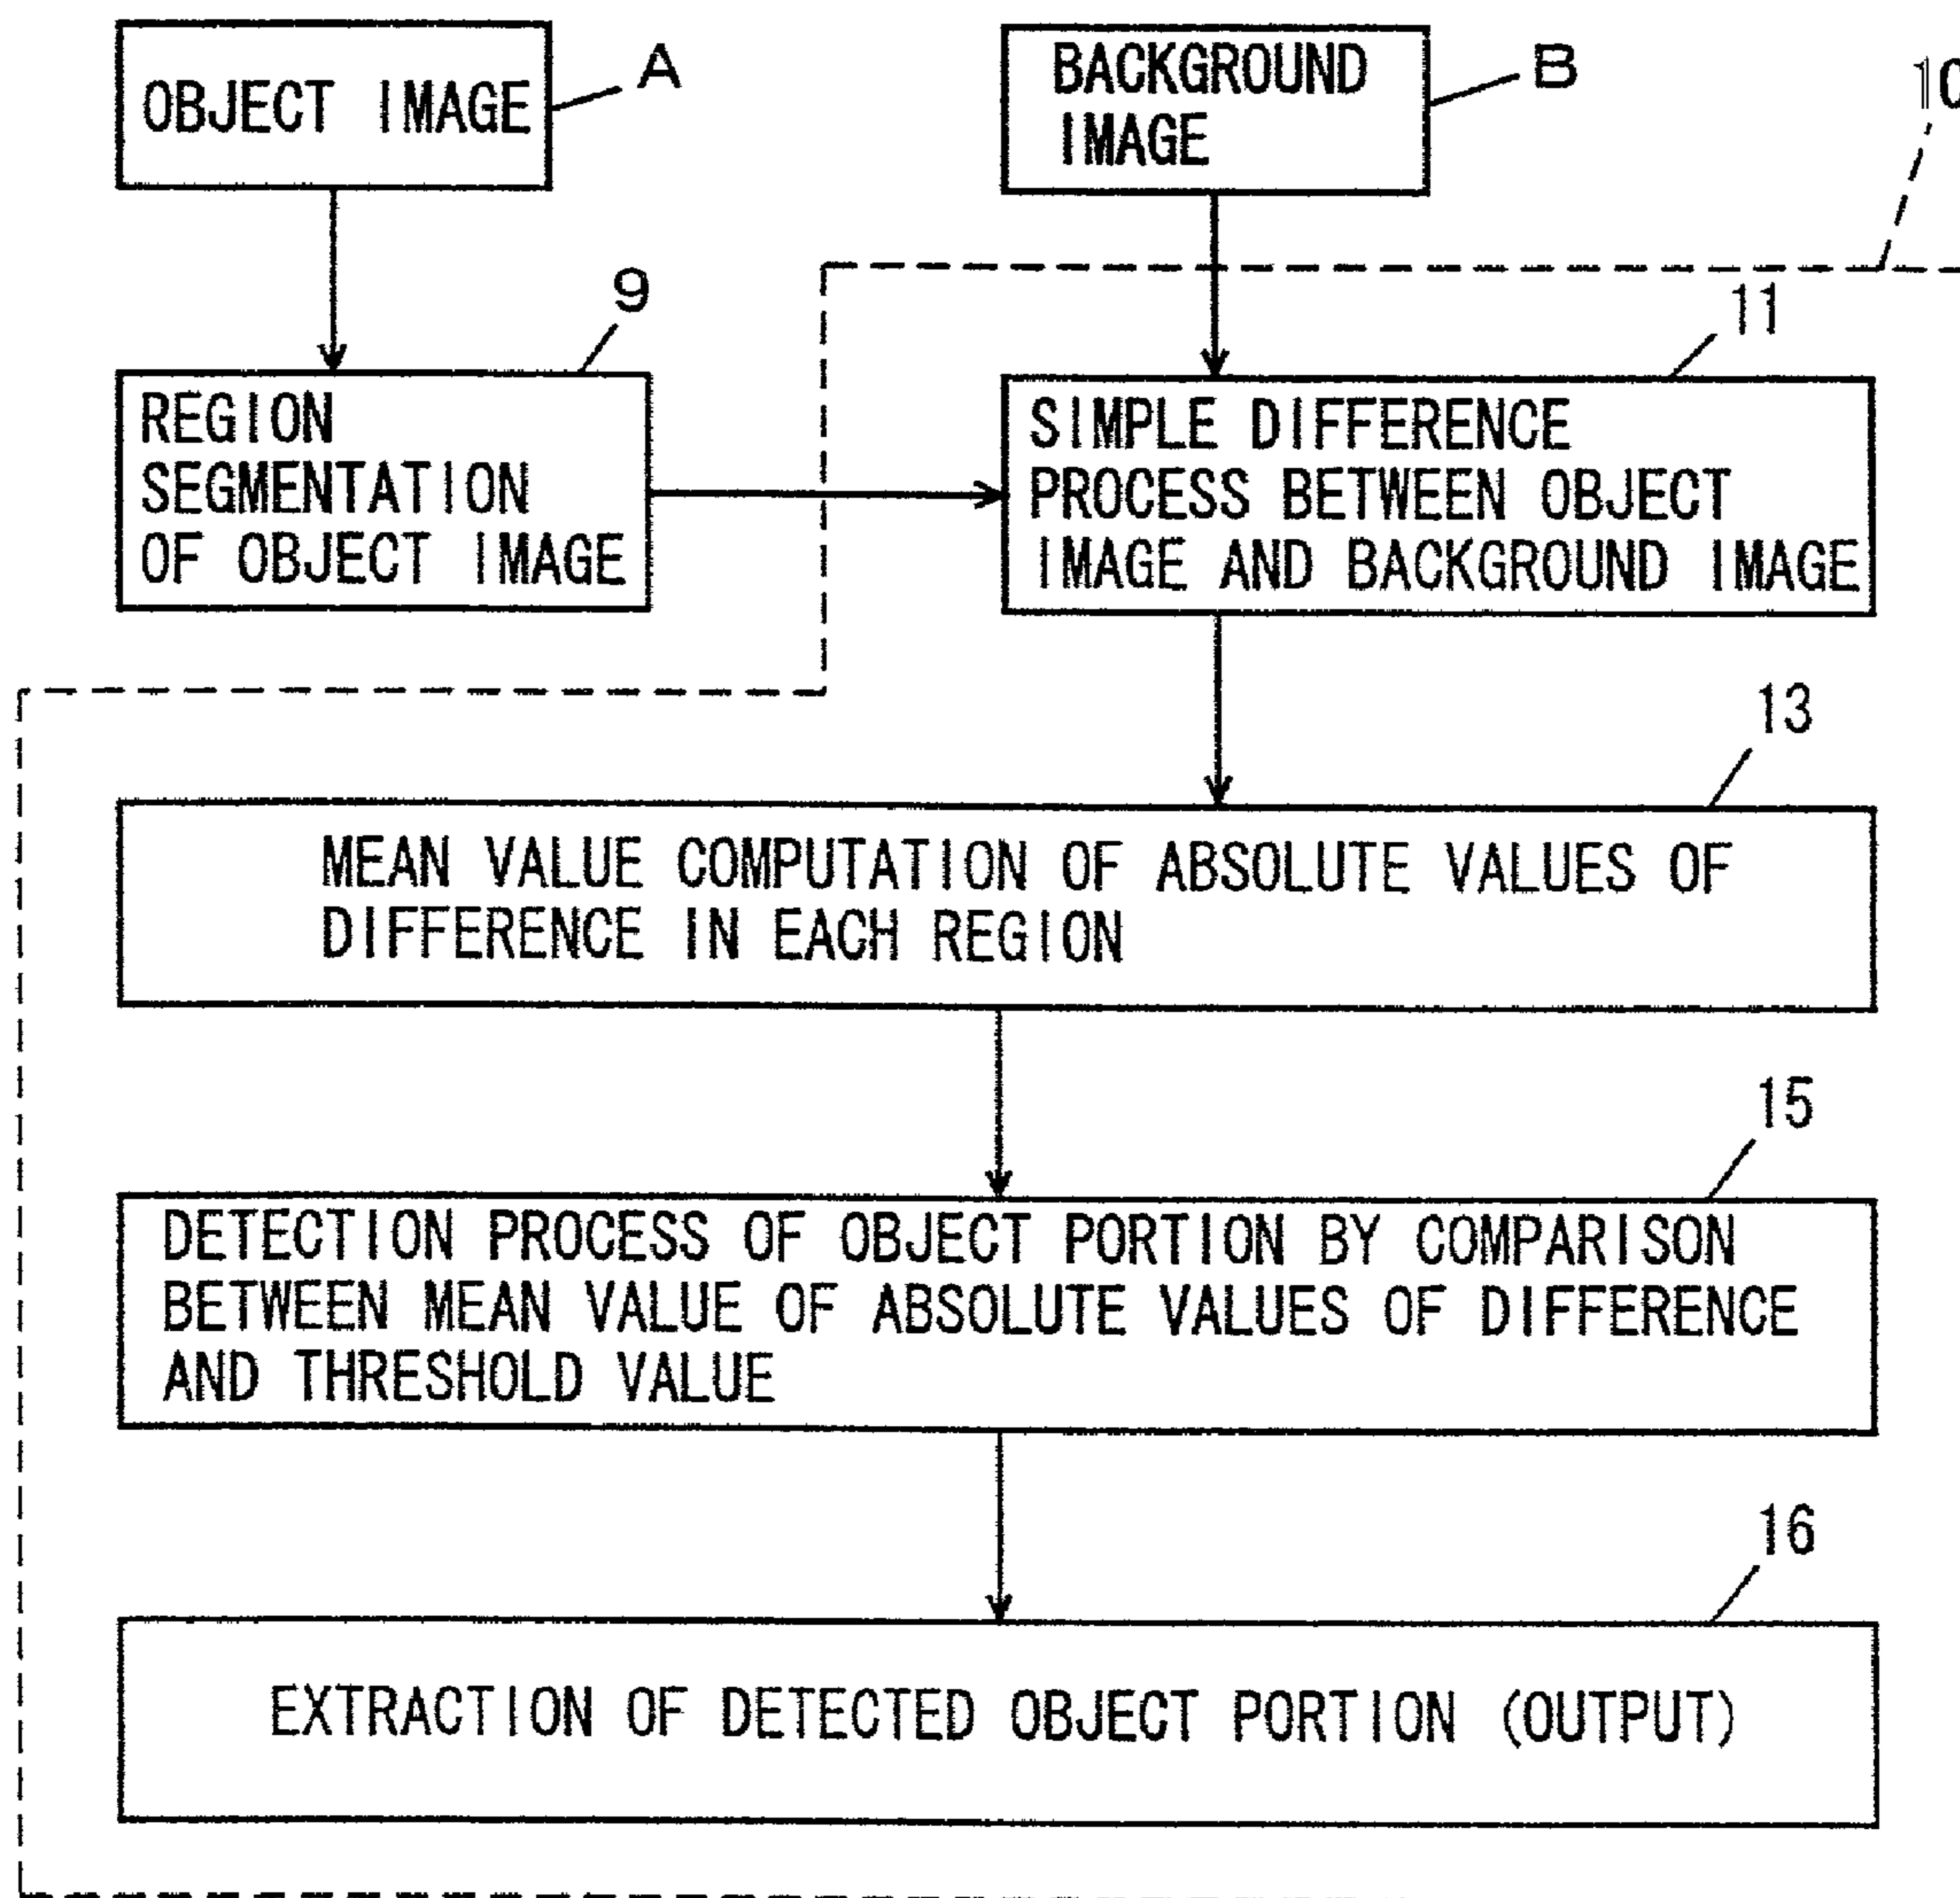 OBJECT IMAGE
A
BACKGROUND
IMAGE
B
10
9
REGION
SEGMENTATION
OF OBJECT IMAGE
11
SIMPLE DIFFERENCE
PROCESS BETWEEN OBJECT
IMAGE AND BACKGROUND IMAGE
13
MEAN VALUE COMPUTATION OF ABSOLUTE VALUES OF
DIFFERENCE IN EACH REGION
15
DETECTION PROCESS OF OBJECT PORTION BY COMPARISON
BETWEEN MEAN VALUE OF ABSOLUTE VALUES OF DIFFERENCE
AND THRESHOLD VALUE
16
EXTRACTION OF DETECTED OBJECT PORTION (OUTPUT)